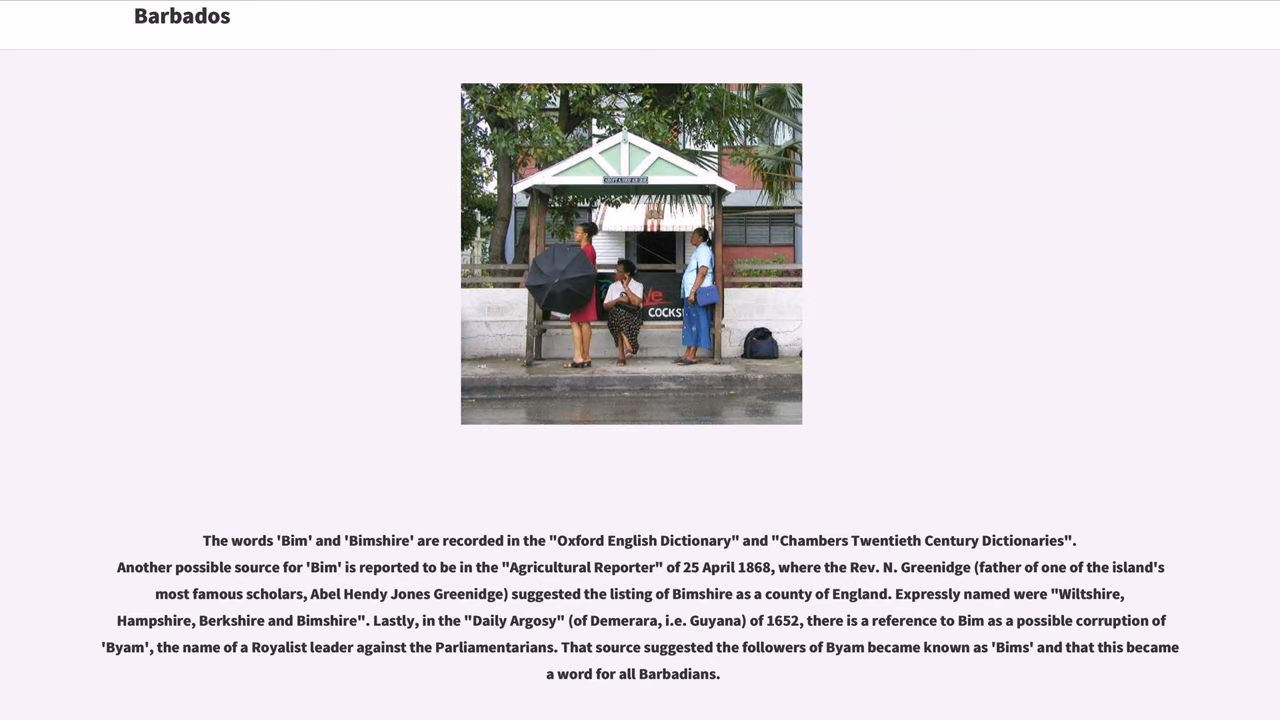 Barbados
ve
COCKS
The words 'Bim' and 'Bimshire' are recorded in the "Oxford English Dictionary" and "Chambers Twentieth Century Dictionaries".
Another possible source for 'Bim' is reported to be in the "Agricultural Reporter" of 25 April 1868, where the Rev. N. Greenidge (father of one of the island's
most famous scholars, Abel Hendy Jones Greenidge) suggested the listing of Bimshire as a county of England. Expressly named were "Wiltshire,
Hampshire, Berkshire and Bimshire". Lastly, in the "Daily Argosy" (of Demerara, i.e. Guyana) of 1652, there is a reference to Bim as a possible corruption of
'Byam', the name of a Royalist leader against the Parliamentarians. That source suggested the followers of Byam became known as 'Bims' and that this became
a word for all Barbadians.